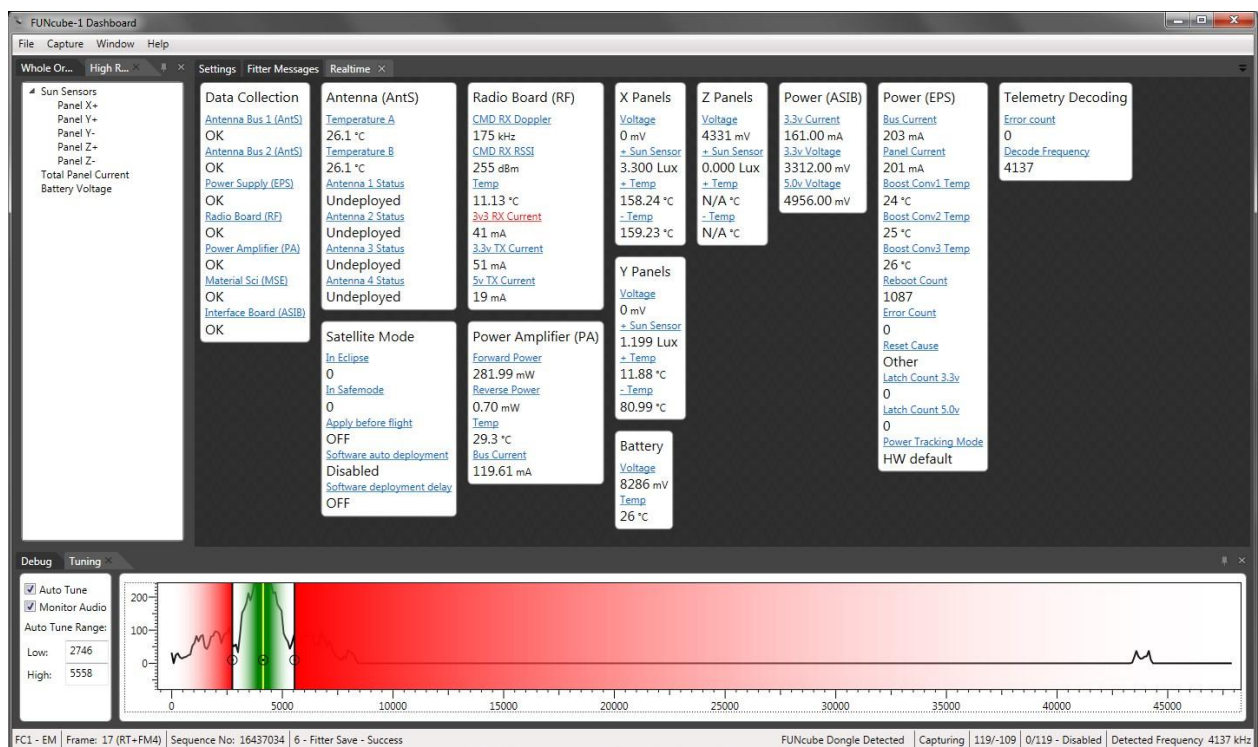 FUNcube-1 Dashboard
File Capture Window Help
Whole Or... High R...
Settings Fitter Messages Realtime
Sun Sensors
Panel X+
Panel Y+
Panel Y-
Panel Z+
Panel Z-
Total Panel Current
Battery Voltage
Data Collection
Antenna Bus 1 (AntS)
OK
Antenna Bus 2 (AntS)
OK
Power Supply (EPS)
OK
Radio Board (RF)
OK
Power Amplifier (PA)
OK
Material Sci (MSE)
OK
Interface Board (ASIB)
OK
Antenna (AntS)
Temperature A
26.1 °C
Temperature B
26.1 °C
Antenna 1 Status
Undeployed
Antenna 2 Status
Undeployed
Antenna 3 Status
Undeployed
Antenna 4 Status
Undeployed
Satellite Mode
In Eclipse
0
In Safemode
0
Apply before flight
OFF
Software auto deployment
Disabled
Software deployment delay
OFF
Radio Board (RF)
CMD RX Doppler
175 kHz
CMD RX RSSI
255 dBm
Temp
11.13 °C
3v3 RX Current
41 mA
3.3v TX Current
51 mA
5v TX Current
19 mA
Power Amplifier (PA)
Forward Power
281.99 mW
Reverse Power
0.70 mW
Temp
29.3 °C
Bus Current
119.61 mA
X Panels
Voltage
0 mV
+ Sun Sensor
3.300 Lux
+ Temp
158.24 °C
- Temp
159.23 °C
Y Panels
Voltage
0 mV
+ Sun Sensor
1.199 Lux
+ Temp
11.88 °C
- Temp
80.99 °C
Battery
Voltage
8286 mV
Temp
26 °C
Z Panels
Voltage
4331 mV
+ Sun Sensor
0.000 Lux
+ Temp
N/A °C
- Temp
N/A °C
Power (ASIB)
3.3v Current
161.00 mA
3.3v Voltage
3312.00 mV
5.0v Voltage
4956.00 mV
Power (EPS)
Bus Current
203 mA
Panel Current
201 mA
Boost Conv1 Temp
24 °C
Boost Conv2 Temp
25 °C
Boost Conv3 Temp
26 °C
Reboot Count
1087
Error Count
0
Reset Cause
Other
Latch Count 3.3v
0
Latch Count 5.0v
0
Power Tracking Mode
HW default
Telemetry Decoding
Error count
0
Decode Frequency
4137
Debug Tuning
Auto Tune
Monitor Audio
Auto Tune Range:
Low: 2746
High: 5558
200
100
0
0 5000 10000 15000 20000 25000 30000 35000 40000 45000
FC1 - EM Frame: 17 (RT+FM4) Sequence No: 16437034 6 - Fitter Save - Success FUNcube Dongle Detected Capturing 119/-109 0/119 - Disabled Detected Frequency 4137 kHz